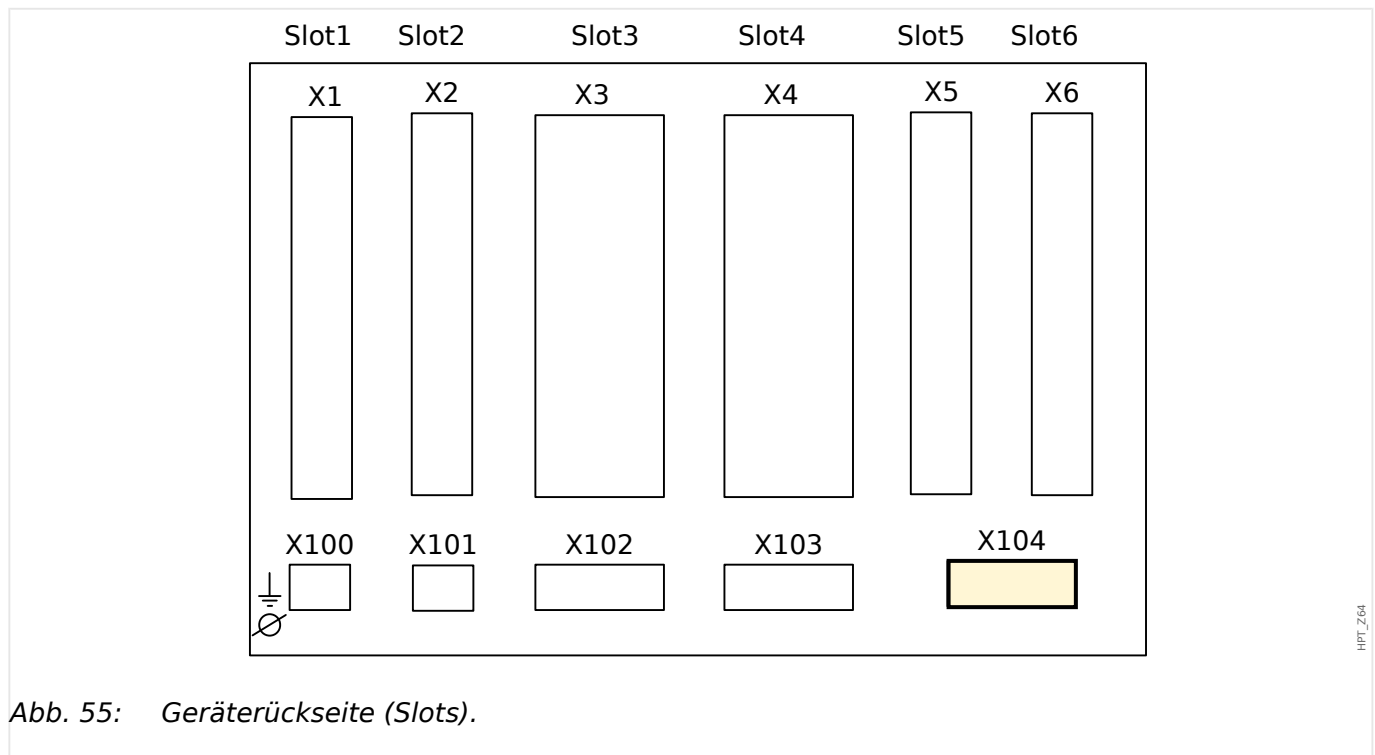 Slot1 Slot2 Slot3 Slot4 Slot5 Slot6
X1 X2 X3 X4 X5 X6
X100 X101 X102 X103 X104
HPT_Z64
Abb. 55: Geräterückseite (Slots).